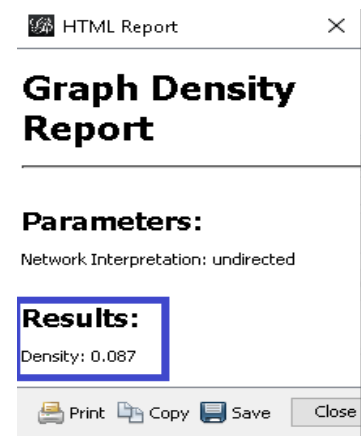 HTML Report
Graph Density
Report
Parameters:
Network Interpretation: undirected
Results:
Density: 0.087
Print Copy Save Close